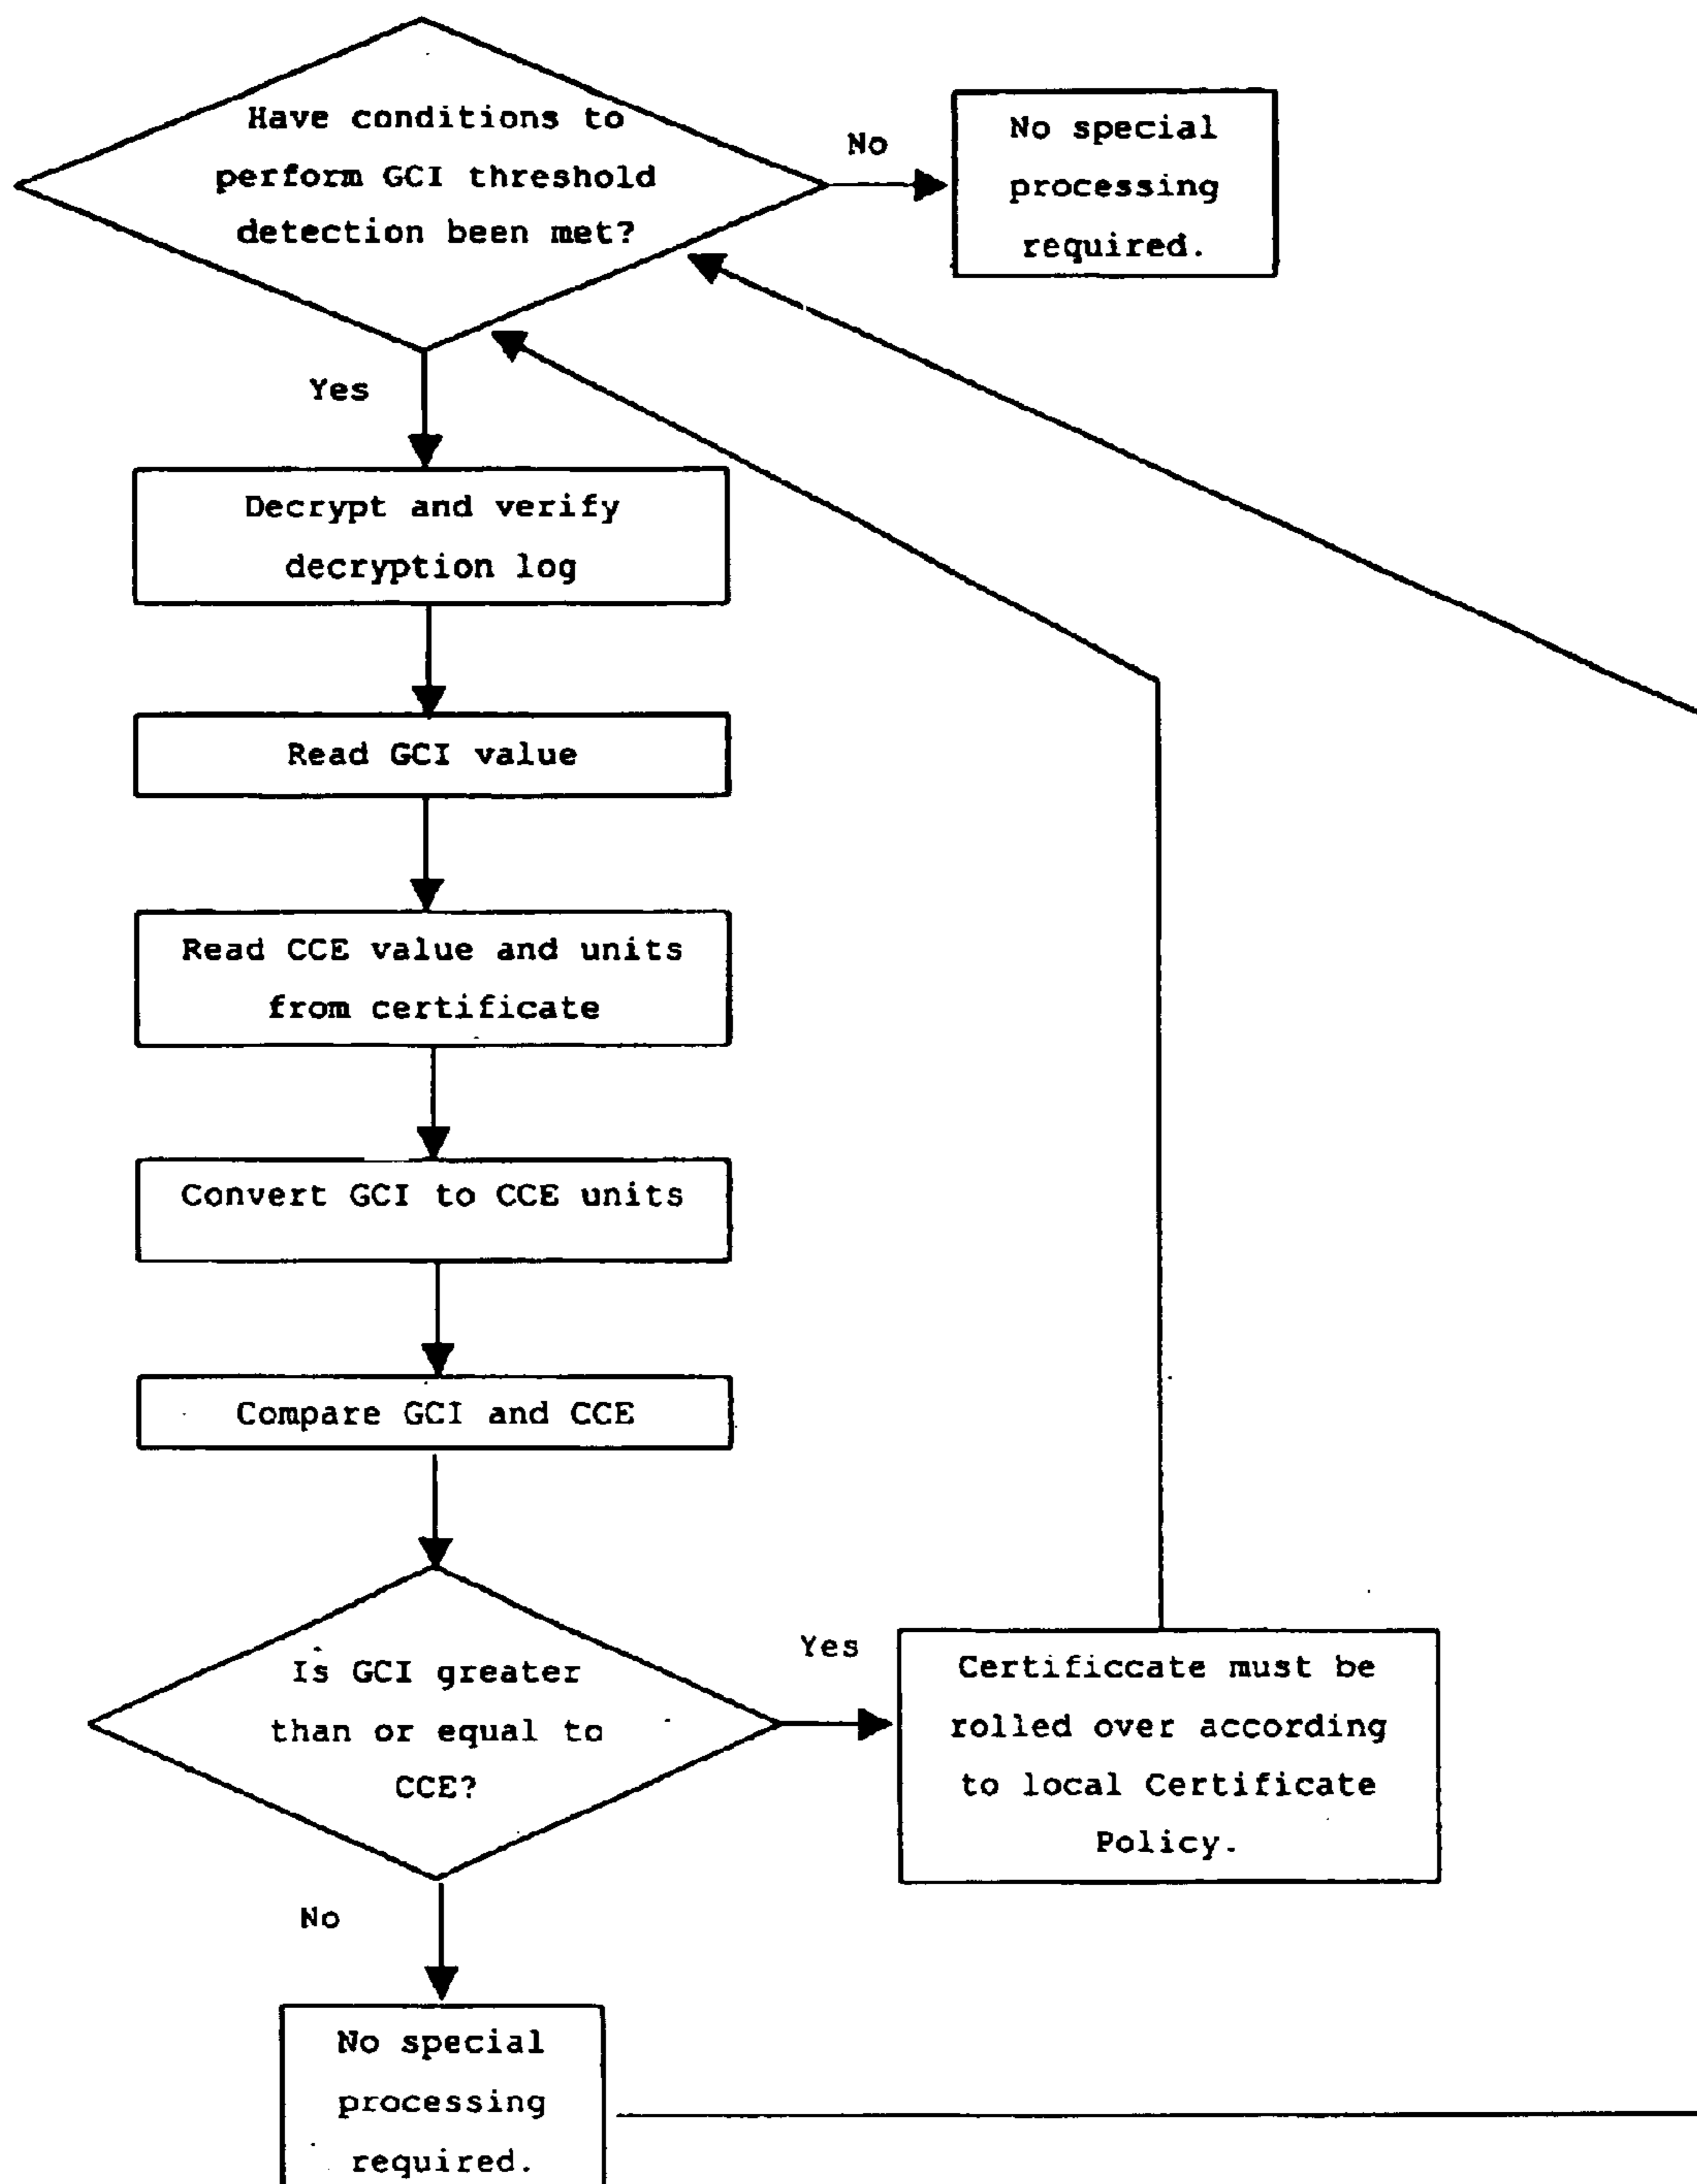 Have conditions to
perform GCI threshold
detection been met?
No
No special
processing
required.
Yes
Decrypt and verify
decryption log
Read GCI value
Read CCE value and units
from certificate
Convert GCI to CCE units
Compare GCI and CCE
Is GCI greater
than or equal to
CCE?
Yes
Certificcate must be
rolled over according
to local Certificate
Policy.
No
No special
processing
required.